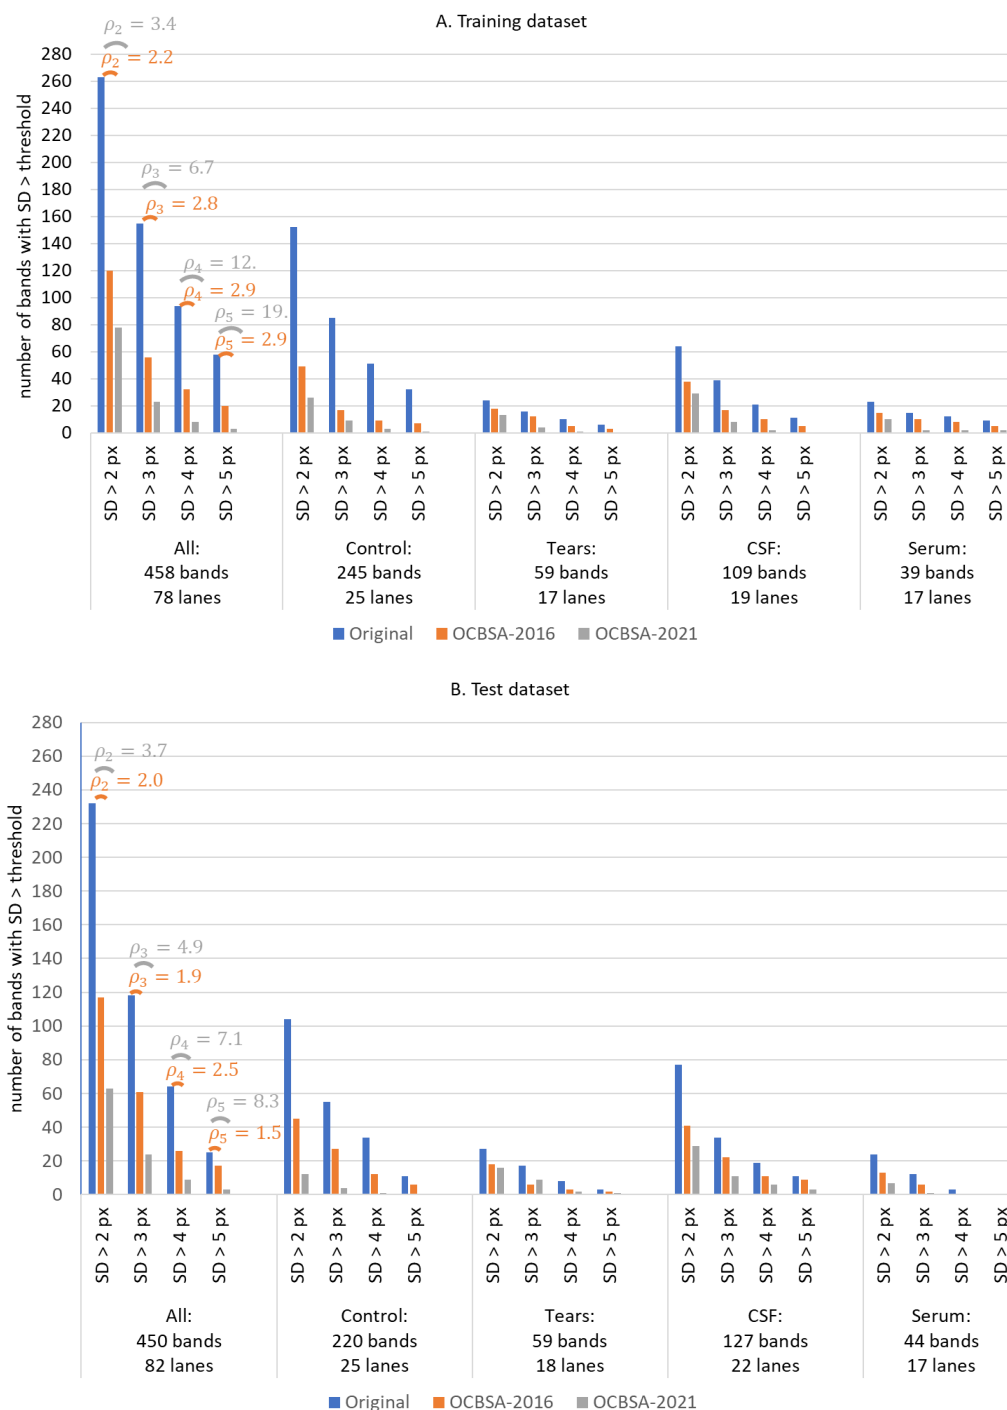 A. Training dataset
number of bands with SD > threshold
280
260
240
220
200
180
160
140
120
100
80
60
40
20
0
ρ2 = 3.4
ρ2 = 2.2
ρ3 = 6.7
ρ3 = 2.8
ρ4 = 12.
ρ4 = 2.9
ρ5 = 19.
ρ5 = 2.9
SD > 2 px
SD > 3 px
SD > 4 px
SD > 5 px
SD > 2 px
SD > 3 px
SD > 4 px
SD > 5 px
SD > 2 px
SD > 3 px
SD > 4 px
SD > 5 px
SD > 2 px
SD > 3 px
SD > 4 px
SD > 5 px
SD > 2 px
SD > 3 px
SD > 4 px
SD > 5 px
All:
458 bands
78 lanes
Control:
245 bands
25 lanes
Tears:
59 bands
17 lanes
CSF:
109 bands
19 lanes
Serum:
39 bands
17 lanes
Original OCBSA-2016 OCBSA-2021
B. Test dataset
number of bands with SD > threshold
280
260
240
220
200
180
160
140
120
100
80
60
40
20
0
ρ2 = 3.7
ρ2 = 2.0
ρ3 = 4.9
ρ3 = 1.9
ρ4 = 7.1
ρ4 = 2.5
ρ5 = 8.3
ρ5 = 1.5
SD > 2 px
SD > 3 px
SD > 4 px
SD > 5 px
SD > 2 px
SD > 3 px
SD > 4 px
SD > 5 px
SD > 2 px
SD > 3 px
SD > 4 px
SD > 5 px
SD > 2 px
SD > 3 px
SD > 4 px
SD > 5 px
SD > 2 px
SD > 3 px
SD > 4 px
SD > 5 px
All:
450 bands
82 lanes
Control:
220 bands
25 lanes
Tears:
59 bands
18 lanes
CSF:
127 bands
22 lanes
Serum:
44 bands
17 lanes
Original OCBSA-2016 OCBSA-2021